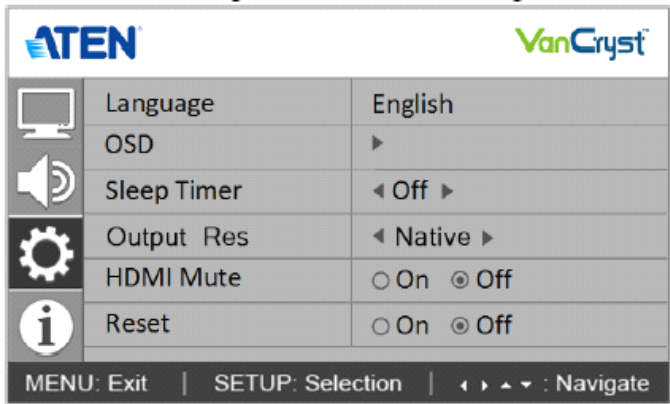 ATEN VanCryst™
Language English
OSD
Sleep Timer Off
Output Res Native
HDMI Mute On Off
Reset On Off
MENU: Exit | SETUP: Selection | : Navigate